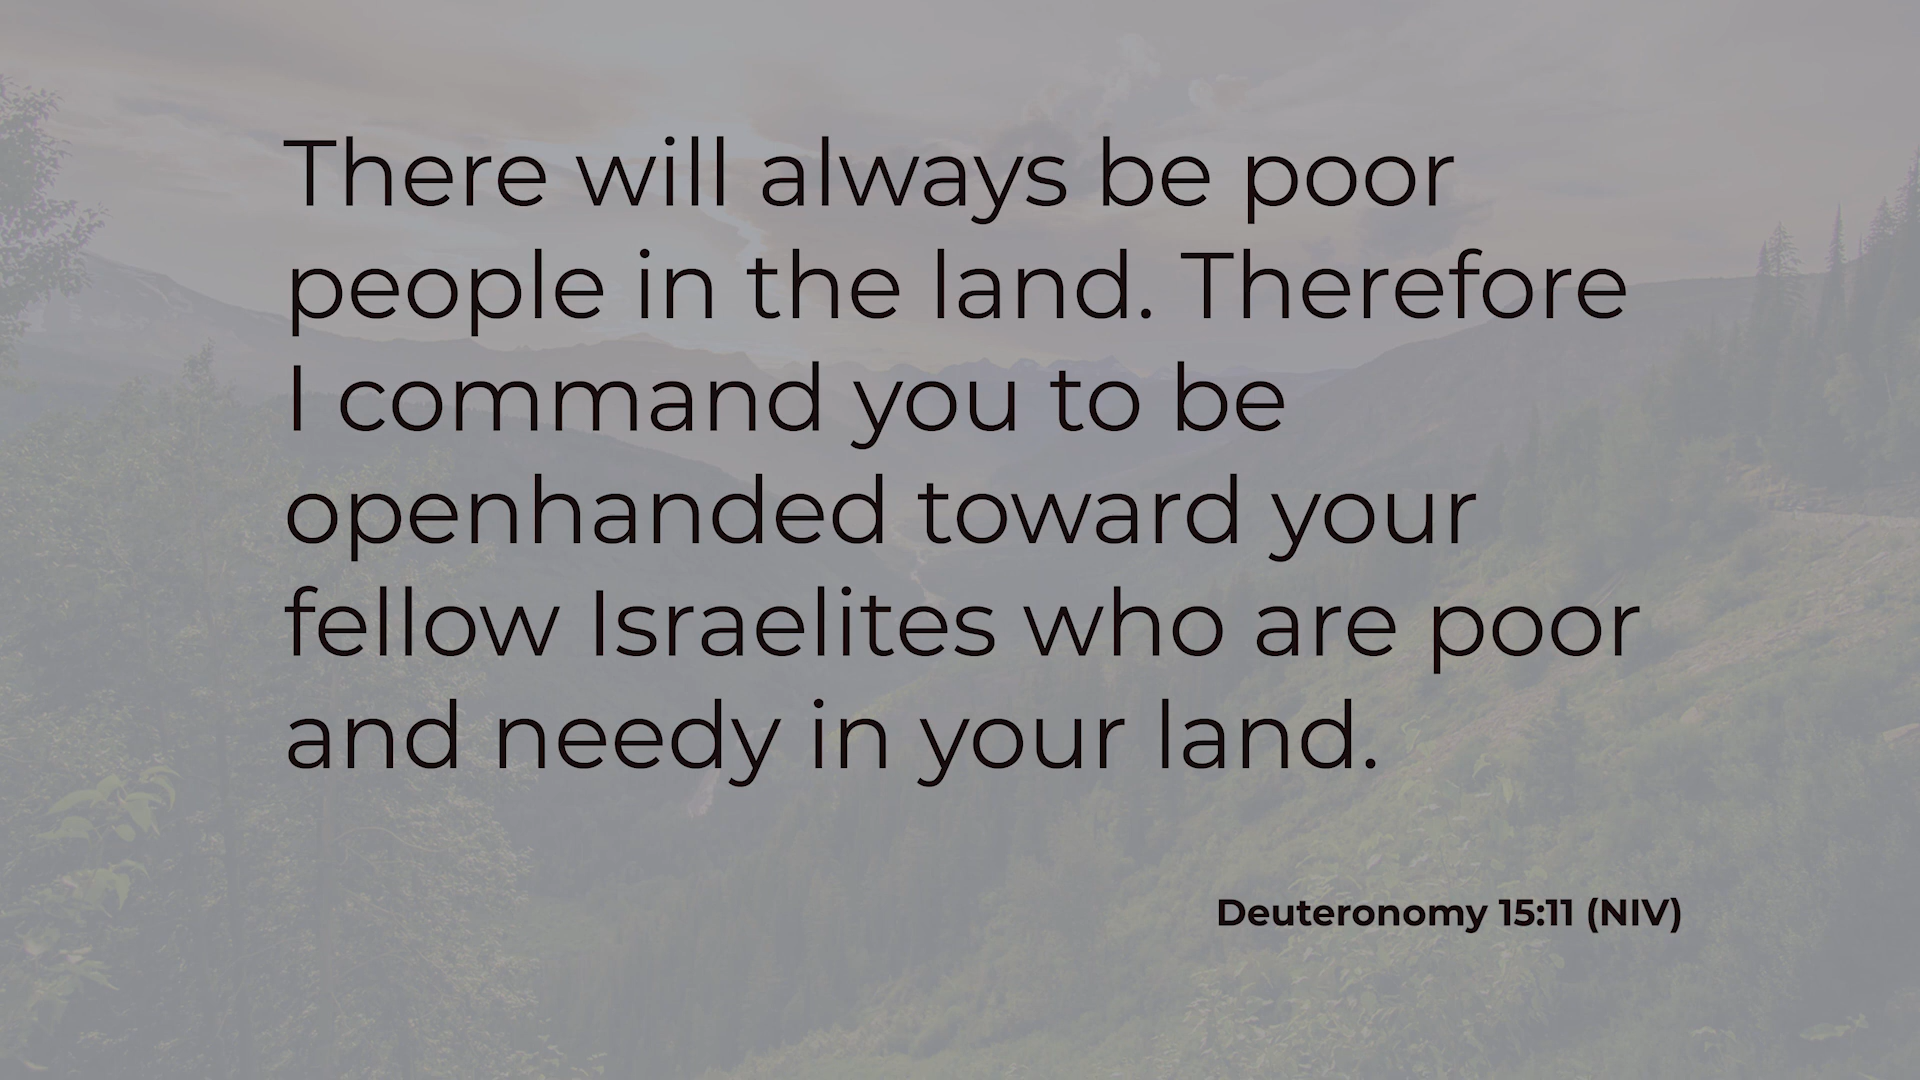 There will always be poor
people in the land. Therefore
I command you to be
openhanded toward your
fellow Israelites who are poor
and needy in your land.
Deuteronomy 15:11 (NIV)